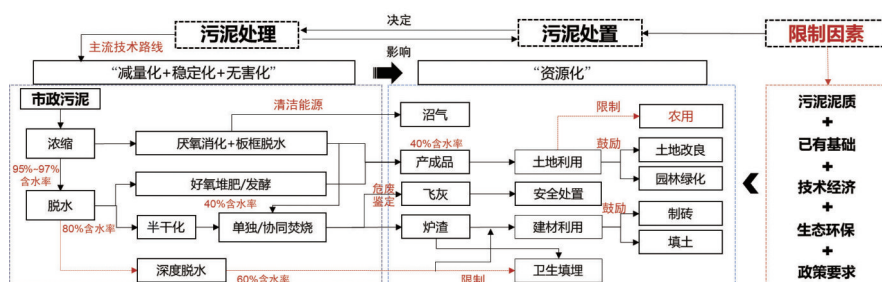 决定
污泥处理
污泥处置
限制因素
主流技术路线
影响
“减量化+稳定化+无害化”
“资源化”
市政污泥
清洁能源
沼气
限制
农用
污泥泥质
+
已有基础
+
技术经济
+
生态环保
+
政策要求
浓缩
厌氧消化+板框脱水
40%含水率
鼓励
土地改良
产成品
土地利用
95%~97%
含水率
园林绿化
好氧堆肥/发酵
危废
鉴定
飞灰
安全处置
脱水
40%含水率
鼓励
制砖
80%含水率
半干化
单独/协同焚烧
炉渣
建材利用
填土
深度脱水
60%含水率
限制
卫生填埋